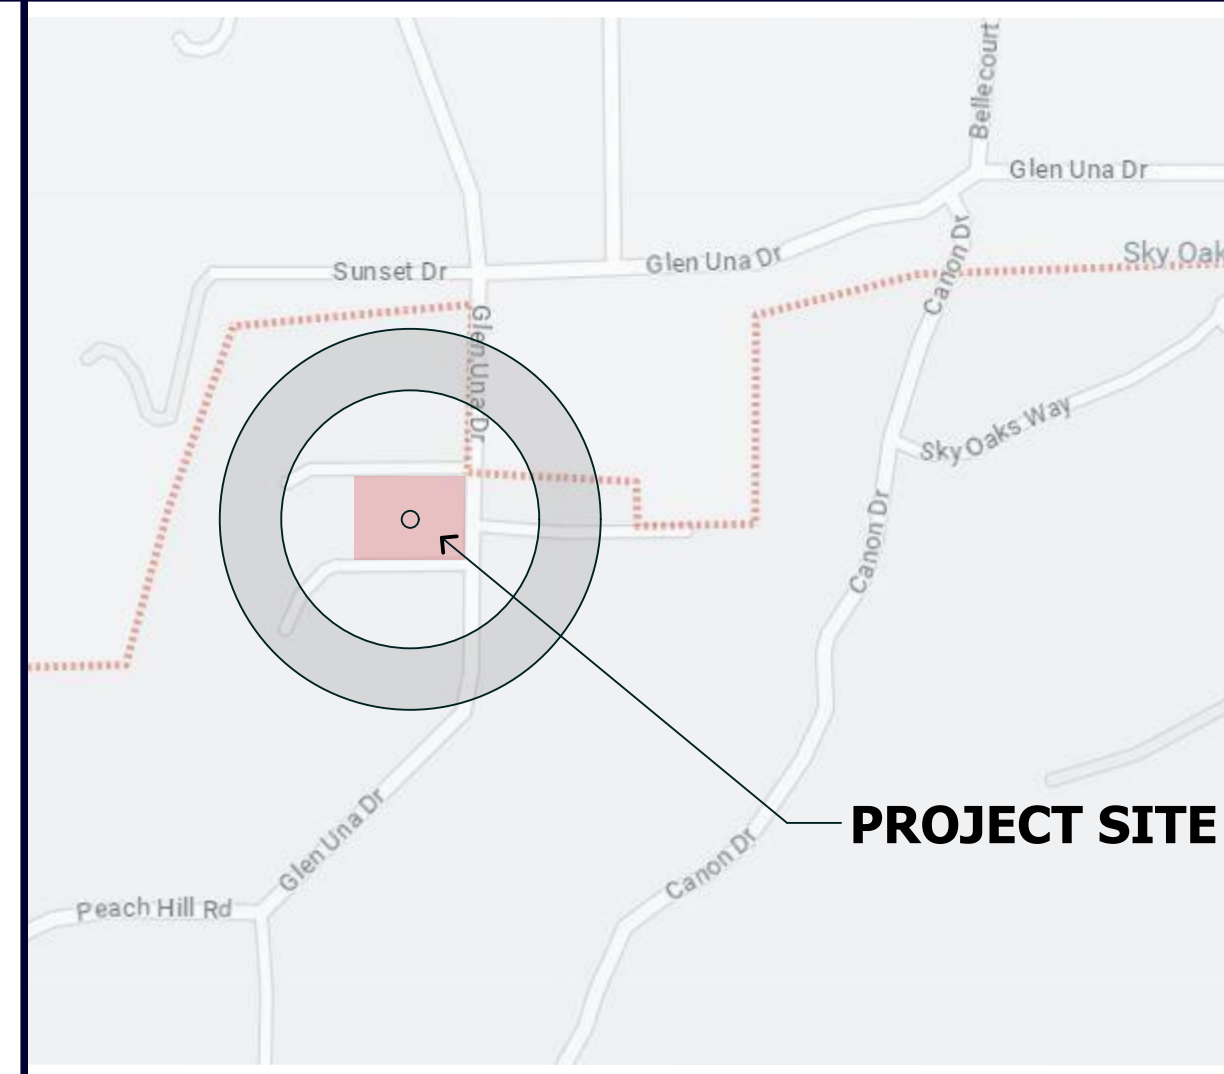 Bellecourt
Glen Una Dr
Canon Dr
Sky Oak
Glen Una Dr
Sunset Dr
Glen Una Dr
Sky Oaks Way
Canon Dr
PROJECT SITE
Glen Una Dr
Canon Dr
Peach Hill Rd